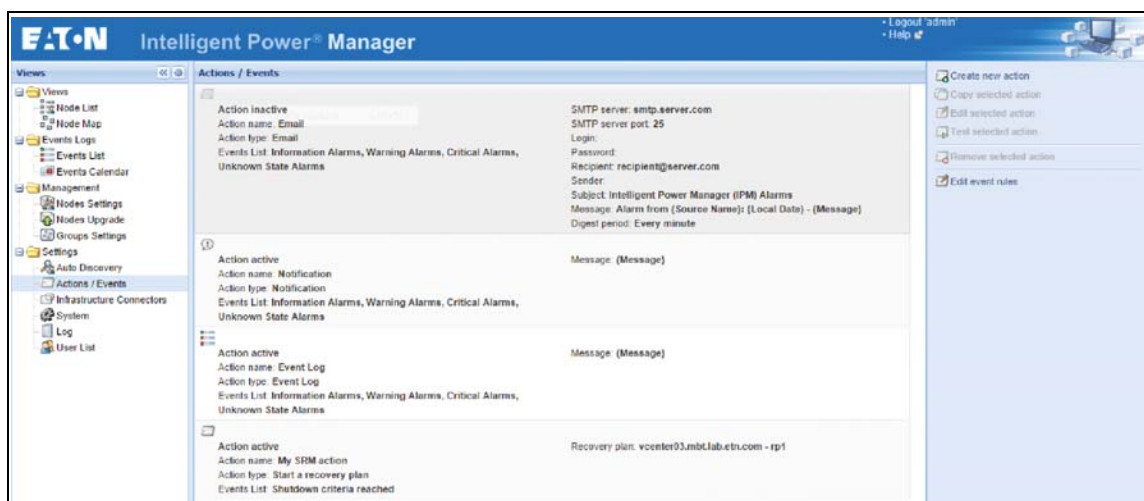 EATON
Intelligent Power® Manager
• Logout 'admin'
• Help
Views
Views
Node List
Node Map
Events Logs
Events List
Events Calendar
Management
Nodes Settings
Nodes Upgrade
Groups Settings
Settings
Auto Discovery
Actions / Events
Infrastructure Connectors
System
Log
User List
Actions / Events
Action inactive
Action name: Email
Action type: Email
Events List: Information Alarms, Warning Alarms, Critical Alarms,
Unknown State Alarms
SMTP server: smtp.server.com
SMTP server port: 25
Login:
Password:
Recipient: recipient@server.com
Sender:
Subject: Intelligent Power Manager (IPM) Alarms
Message: Alarm from {Source Name}: {Local Date} - {Message}
Digest period: Every minute
Action active
Action name: Notification
Action type: Notification
Events List: Information Alarms, Warning Alarms, Critical Alarms,
Unknown State Alarms
Message: {Message}
Action active
Action name: Event Log
Action type: Event Log
Events List: Information Alarms, Warning Alarms, Critical Alarms,
Unknown State Alarms
Message: {Message}
Action active
Action name: My SRM action
Action type: Start a recovery plan
Events List: Shutdown criteria reached
Recovery plan: vcenter03.mbt.lab.etn.com - rp1
Create new action
Copy selected action
Edit selected action
Test selected action
Remove selected action
Edit event rules